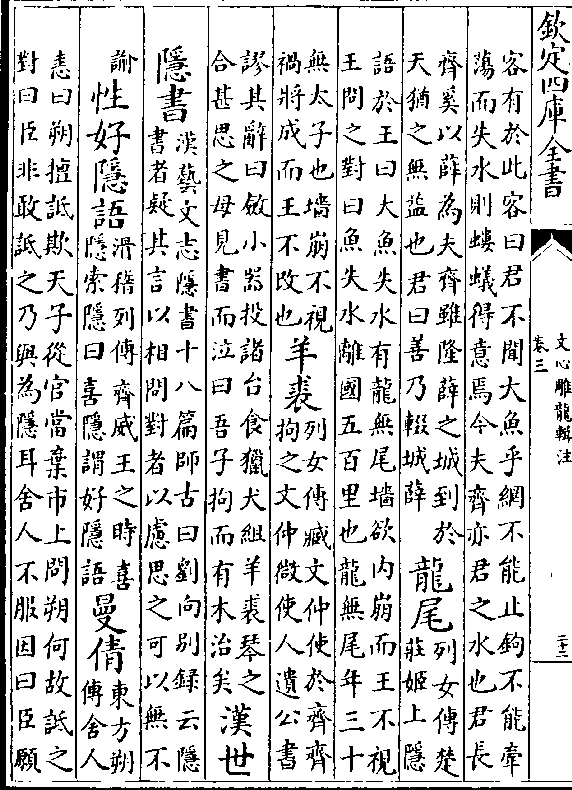 欽定四庫全書
文心雕龍輯注
卷三
客有於此客曰君不聞大魚乎網不能止鉤不能牽
蕩而失水則螻蟻得意焉今夫齊亦君之水也君長
齊奚以薛為夫齊雖隆薛之城到於
天猶之無益也君曰善乃輟城薛
龍尾
列女傳楚
莊姬上隱
語於王曰大魚失水有龍無尾墻欲內崩而王不視
王問之對曰魚失水離國五百里也龍無尾年三十
無太子也墻崩不視
禍將成而王不改也
羊裘
列女傳臧文仲使於齊齊
拘之文仲微使人遺公書
謬其辭曰斂小器投諸台食獵犬組羊裘琴之
合甚思之母見書而泣曰吾子拘而有木治矣
漢世
隱書
漢藝文志隱書十八篇師古曰劉向別録云隱
書者疑其言以相問對者以慮思之可以無不
諭
性好隱語
滑稽列傳齊威王之時喜
隱索隱曰喜隱謂好隱語
曼倩
東方朔
傳舍人
恚曰朔擅詆欺天子從官當棄市上問朔何故詆之
對曰臣非敢詆之乃與為隱耳舍人不服因曰臣願